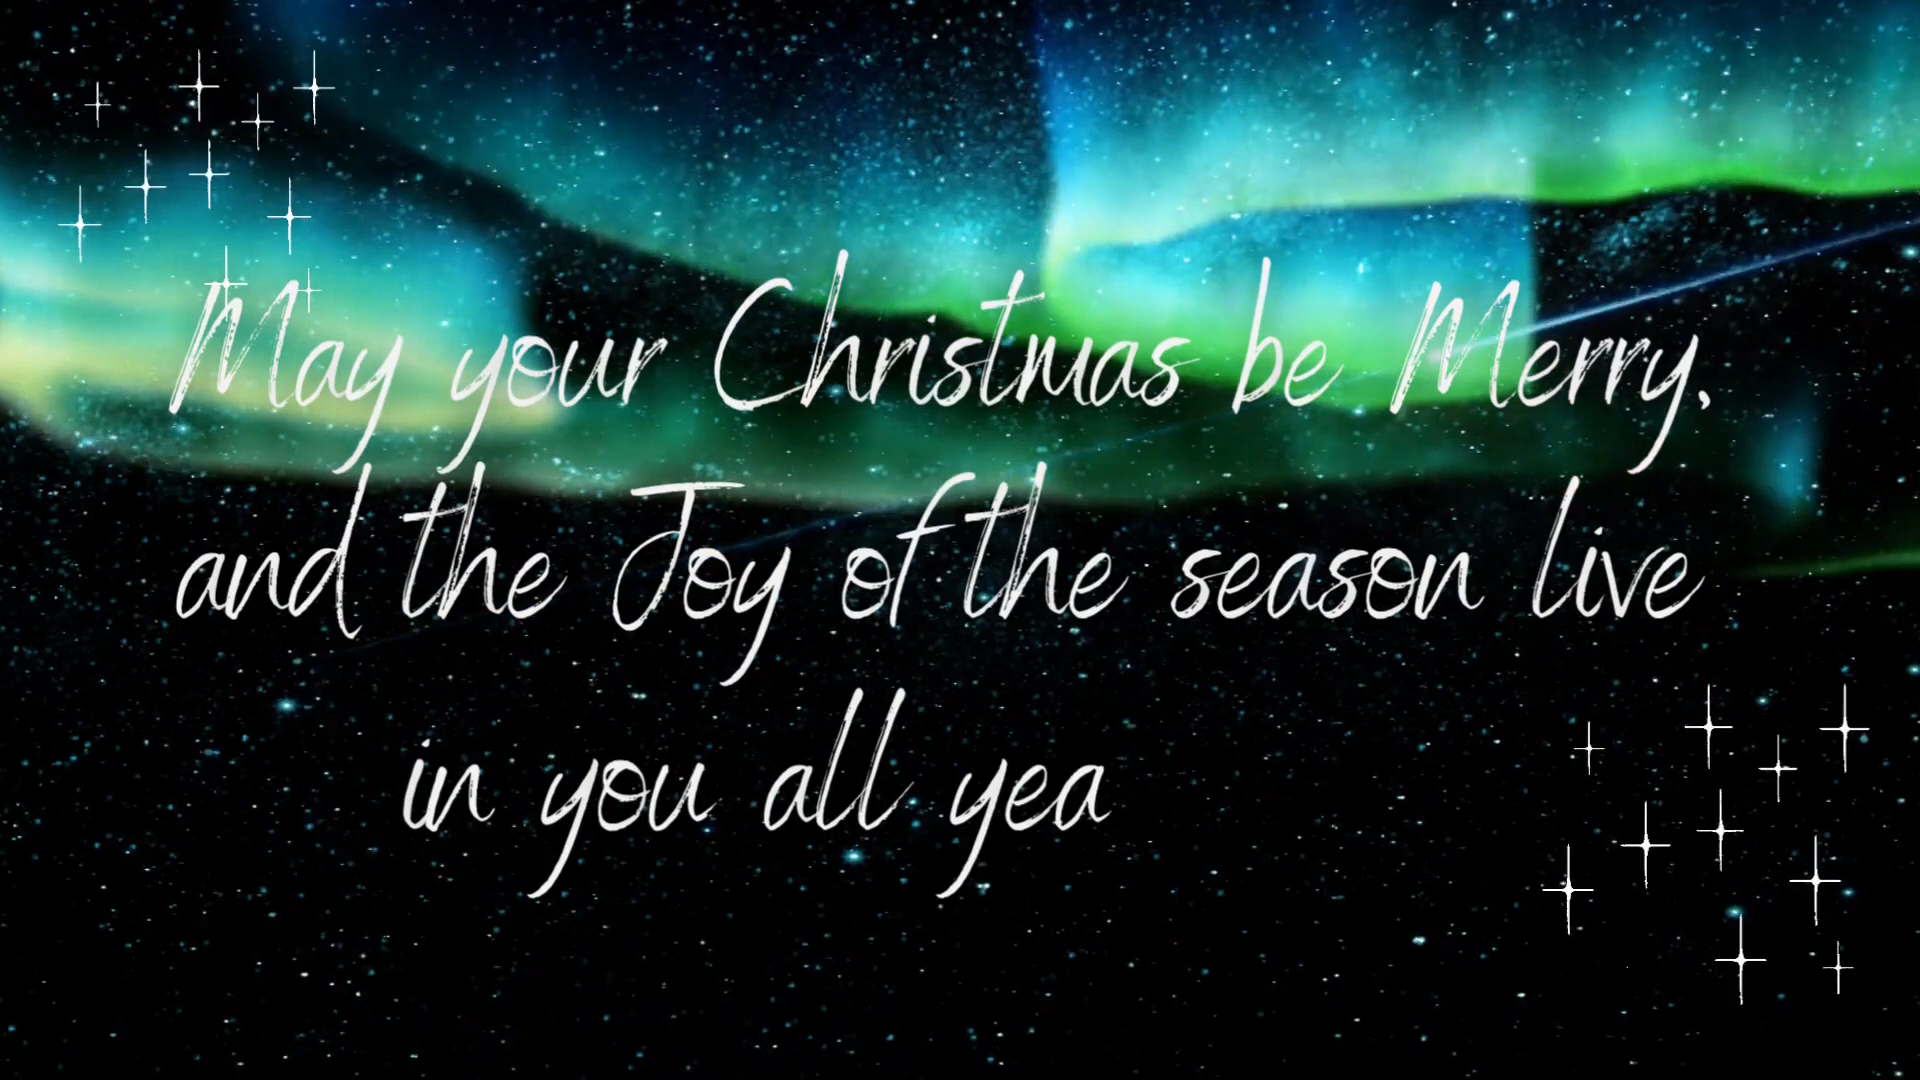 May your Christmas be Merry,
and the Joy of the season live
in you all yea